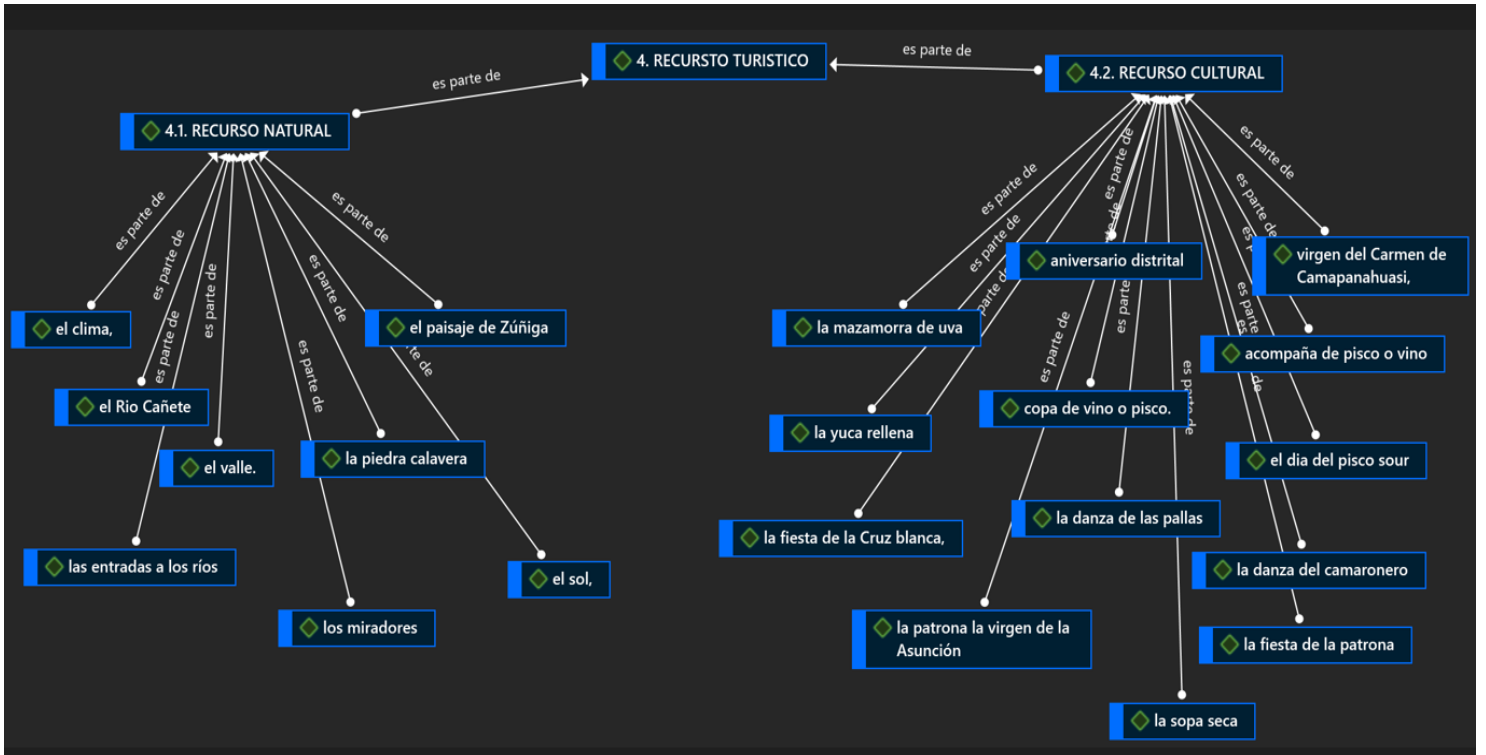 es parte de
4. RECURSTO TURISTICO
es parte de
4.2. RECURSO CULTURAL
4.1. RECURSO NATURAL
es parte de
es parte de
es parte de
es parte de
es parte de
es parte de
es parte de
es parte de
el clima,
el paisaje de Zúñiga
el Rio Cañete
el valle.
la piedra calavera
las entradas a los ríos
el sol,
los miradores
es parte de
es parte de
es parte de
es parte de
es parte de
es parte de
es parte de
es parte de
aniversario distrital
virgen del Carmen de
Camapanahuasi,
la mazamorra de uva
acompaña de pisco o vino
copa de vino o pisco.
la yuca rellena
el dia del pisco sour
la danza de las pallas
la fiesta de la Cruz blanca,
la danza del camaronero
la patrona la virgen de la
Asunción
la fiesta de la patrona
la sopa seca